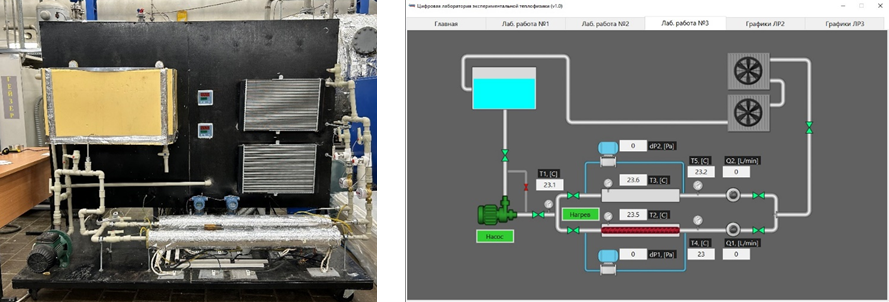 ГЕЙЗЕР
Цифровая лаборатория экспериментальной теплофизики (v1.0)
Главная
Лаб. работа №1
Лаб. работа №2
Лаб. работа №3
Графики ЛР2
Графики ЛР3
0 dP2, [Pa]
T1, [C]
23.1
23.6 T3, [C]
T5, [C]
23.2
Q2, [L/min]
0
Нагрев
23.5 T2, [C]
Насос
0 dP1, [Pa]
T4, [C]
23
Q1, [L/min]
0